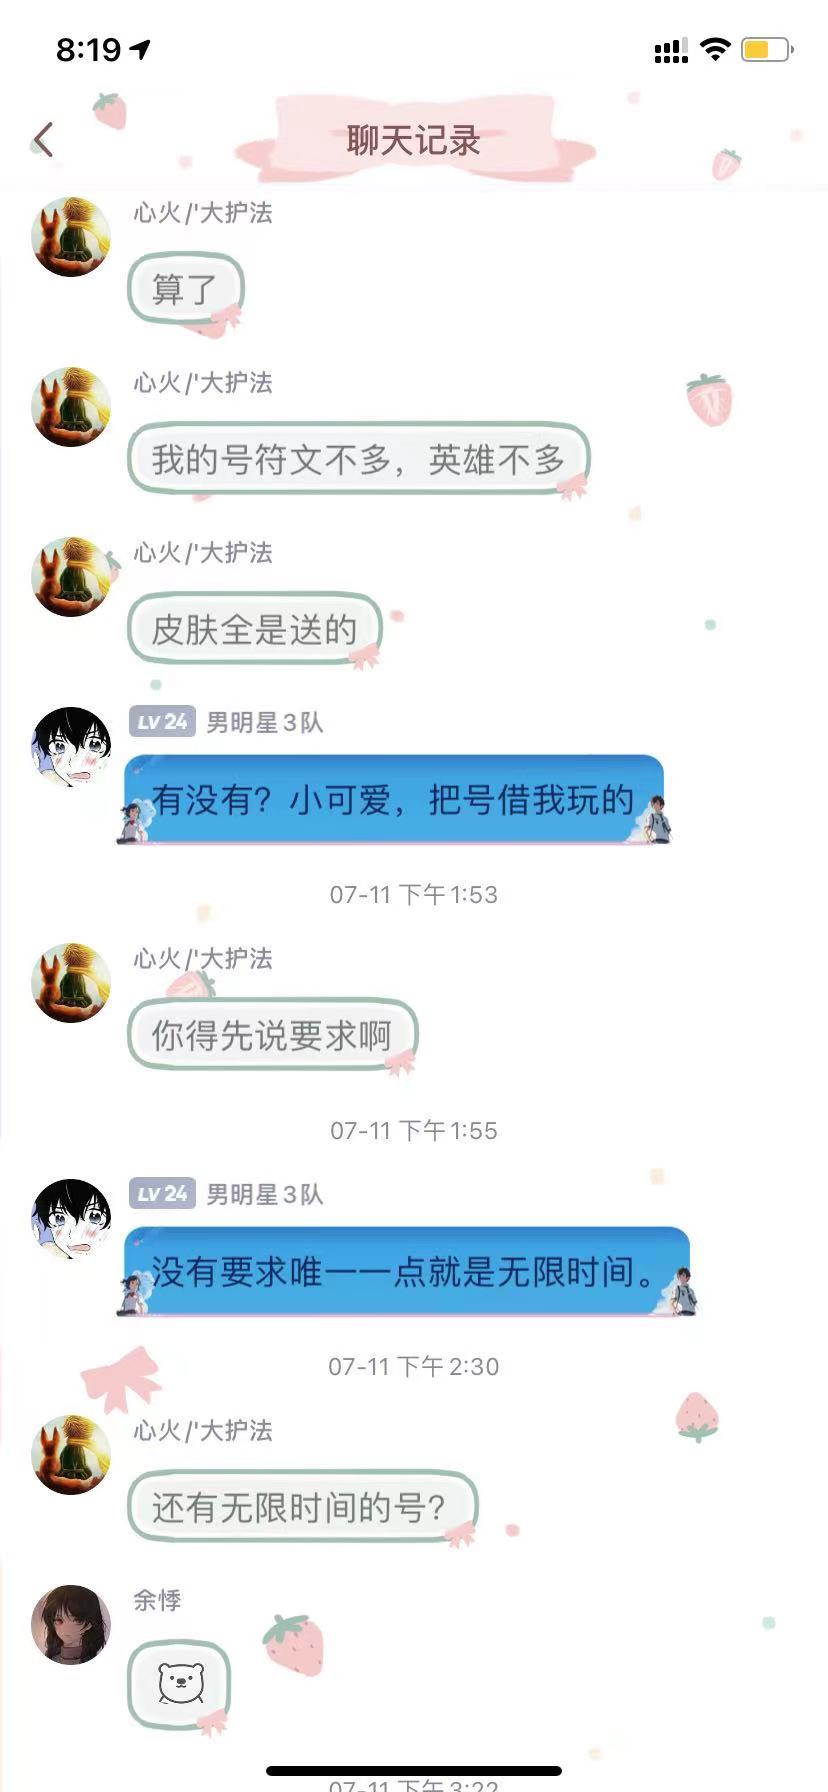 8:19
聊天记录
心火/'大护法
算了
心火/'大护法
我的号符文不多，英雄不多
心火/'大护法
皮肤全是送的
LV 24 男明星3队
有没有？小可爱，把号借我玩的
07-11 下午1:53
心火/'大护法
你得先说要求啊
07-11 下午1:55
LV 24 男明星3队
没有要求唯一一点就是无限时间。
07-11 下午2:30
心火/'大护法
还有无限时间的号？
余悸
07-11 下午3:22